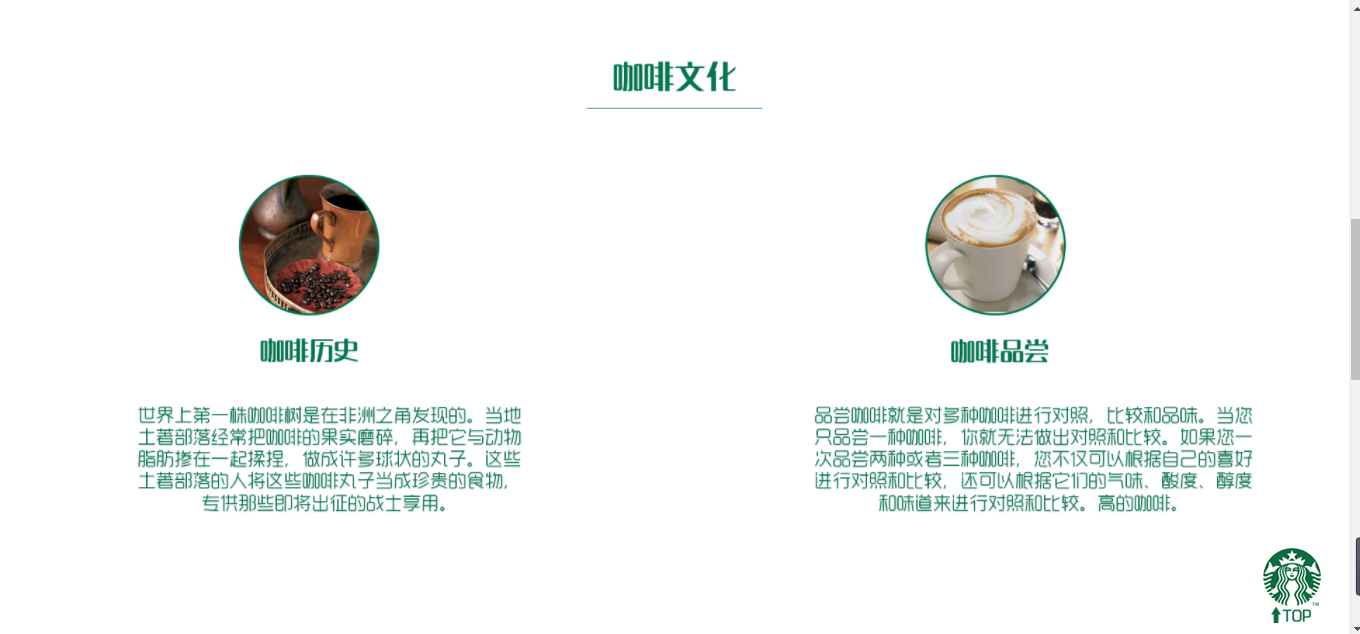 咖啡文化
咖啡历史
世界上第一株咖啡树是在非洲之角发现的。当地
土著部落经常把咖啡的果实磨碎，再把它与动物
脂肪掺在一起揉捏，做成许多球状的丸子。这些
土著部落的人将这些咖啡丸子当成珍贵的食物，
专供那些即将出征的战士享用。
咖啡品尝
品尝咖啡就是对多种咖啡进行对照，比较和品味。当您
只品尝一种咖啡，你就无法做出对照和比较。如果您一
次品尝两种或者三种咖啡，您不仅可以根据自己的喜好
进行对照和比较，还可以根据它们的气味、酸度、醇度
和味道来进行对照和比较。高的咖啡。
TM
TOP